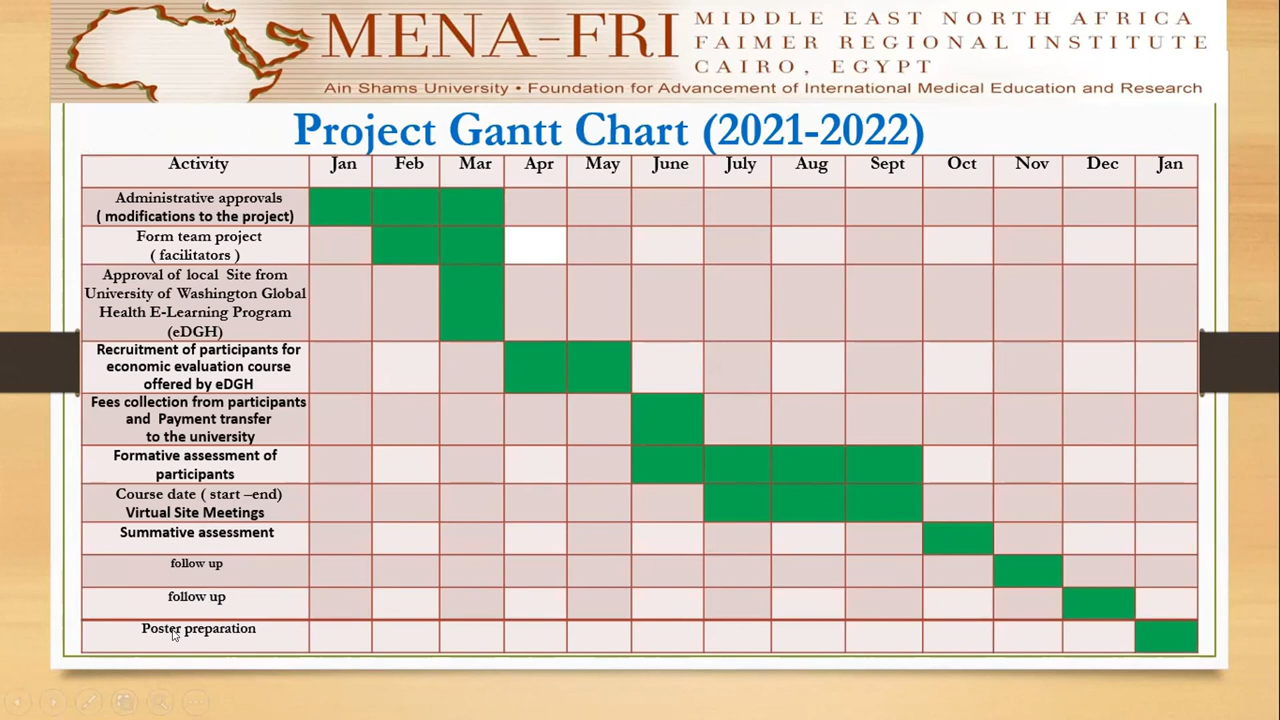 MENA-FRI
MIDDLE EAST NORTH AFRICA
FAIMER REGIONAL INSTITUTE
CAIRO, EGYPT
Ain Shams University • Foundation for Advancement of International Medical Education and Research
Project Gantt Chart (2021-2022)
Activity Jan Feb Mar Apr May June July Aug Sept Oct Nov Dec Jan
Administrative approvals
( modifications to the project)
Form team project
( facilitators )
Approval of local Site from
University of Washington Global
Health E-Learning Program
(eDGH)
Recruitment of participants for
economic evaluation course
offered by eDGH
Fees collection from participants
and Payment transfer
to the university
Formative assessment of
participants
Course date ( start –end)
Virtual Site Meetings
Summative assessment
follow up
follow up
Poster preparation